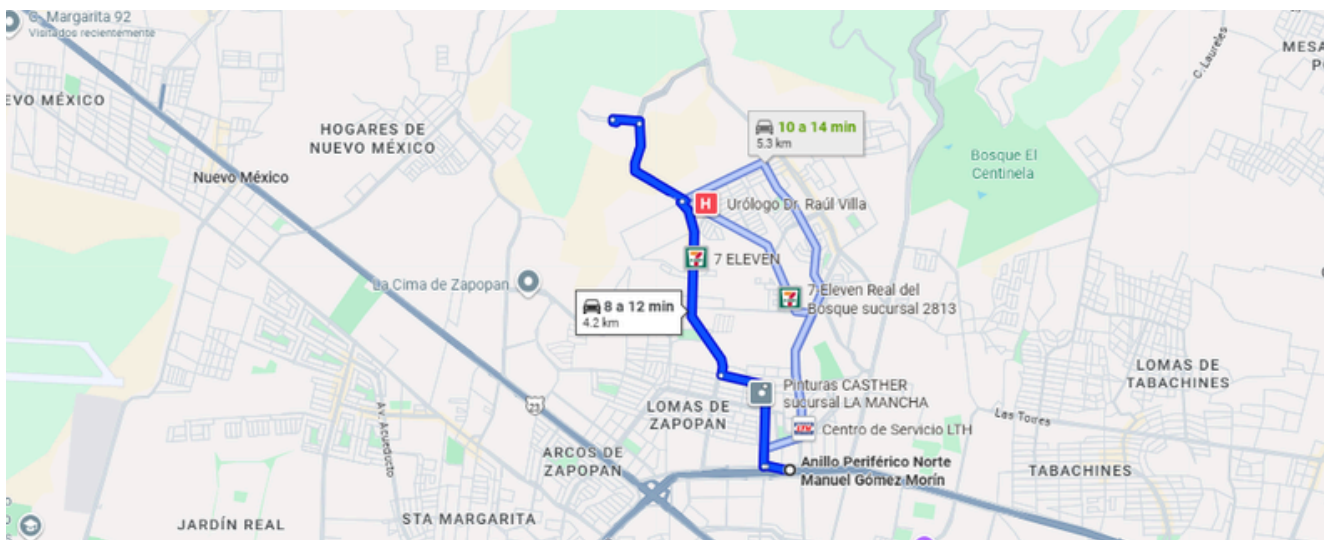 C. Margarita 92
Visitados recientemente
EVO MÉXICO
HOGARES DE
NUEVO MÉXICO
Nuevo México
10 a 14 min
5.3 km
C. Laureles
MESA
Bosque El
Centinela
H
Urólogo Dr. Raúl Villa
7 ELEVEN
La Cima de Zapopan
8 a 12 min
4.2 km
7 Eleven Real del
Bosque sucursal 2813
LOMAS DE
TABACHINES
Pinturas CASTHER
sucursal LA MANCHA
LOMAS DE
ZAPOPAN
23
Av. Acueducto
Las Torres
Centro de Servicio LTH
ARCOS DE
ZAPOPAN
Anillo Periférico Norte
Manuel Gómez Morín
TABACHINES
JARDÍN REAL
STA MARGARITA